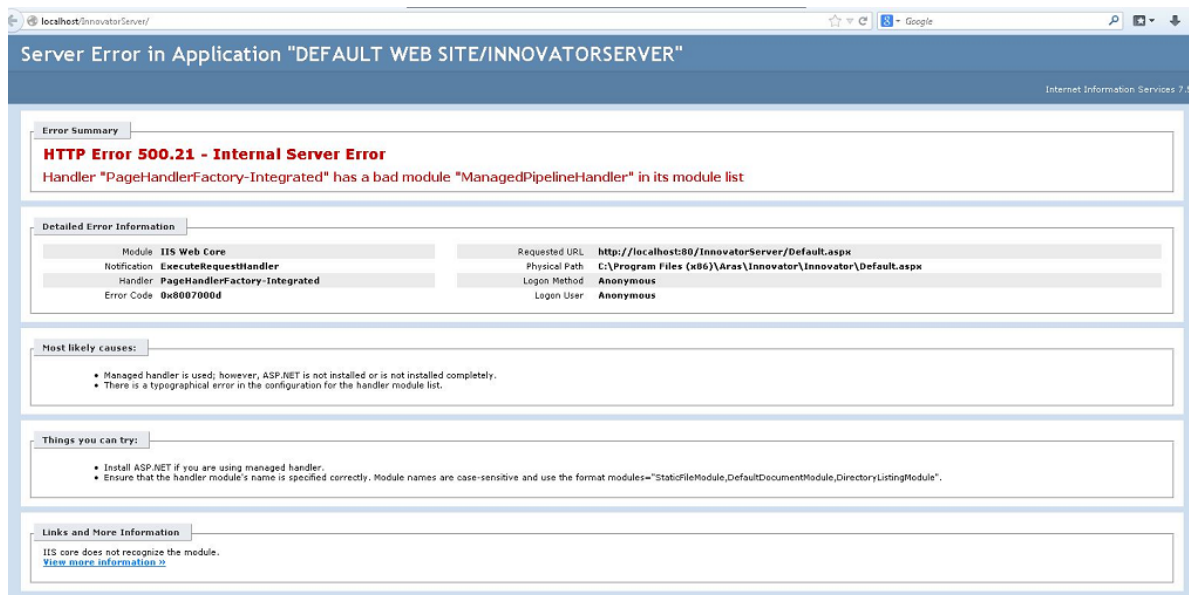 localhost/InnovatorServer/
Google
Server Error in Application "DEFAULT WEB SITE/INNOVATORSERVER"
Internet Information Services 7.5
Error Summary
HTTP Error 500.21 - Internal Server Error
Handler "PageHandlerFactory-Integrated" has a bad module "ManagedPipelineHandler" in its module list
Detailed Error Information
Module IIS Web Core
Notification ExecuteRequestHandler
Handler PageHandlerFactory-Integrated
Error Code 0x8007000d
Requested URL http://localhost:80/InnovatorServer/Default.aspx
Physical Path C:\Program Files (x86)\Aras\Innovator\Innovator\Default.aspx
Logon Method Anonymous
Logon User Anonymous
Most likely causes:
• Managed handler is used; however, ASP.NET is not installed or is not installed completely.
• There is a typographical error in the configuration for the handler module list.
Things you can try:
• Install ASP.NET if you are using managed handler.
• Ensure that the handler module's name is specified correctly. Module names are case-sensitive and use the format modules="StaticFileModule,DefaultDocumentModule,DirectoryListingModule".
Links and More Information
IIS core does not recognize the module.
View more information »